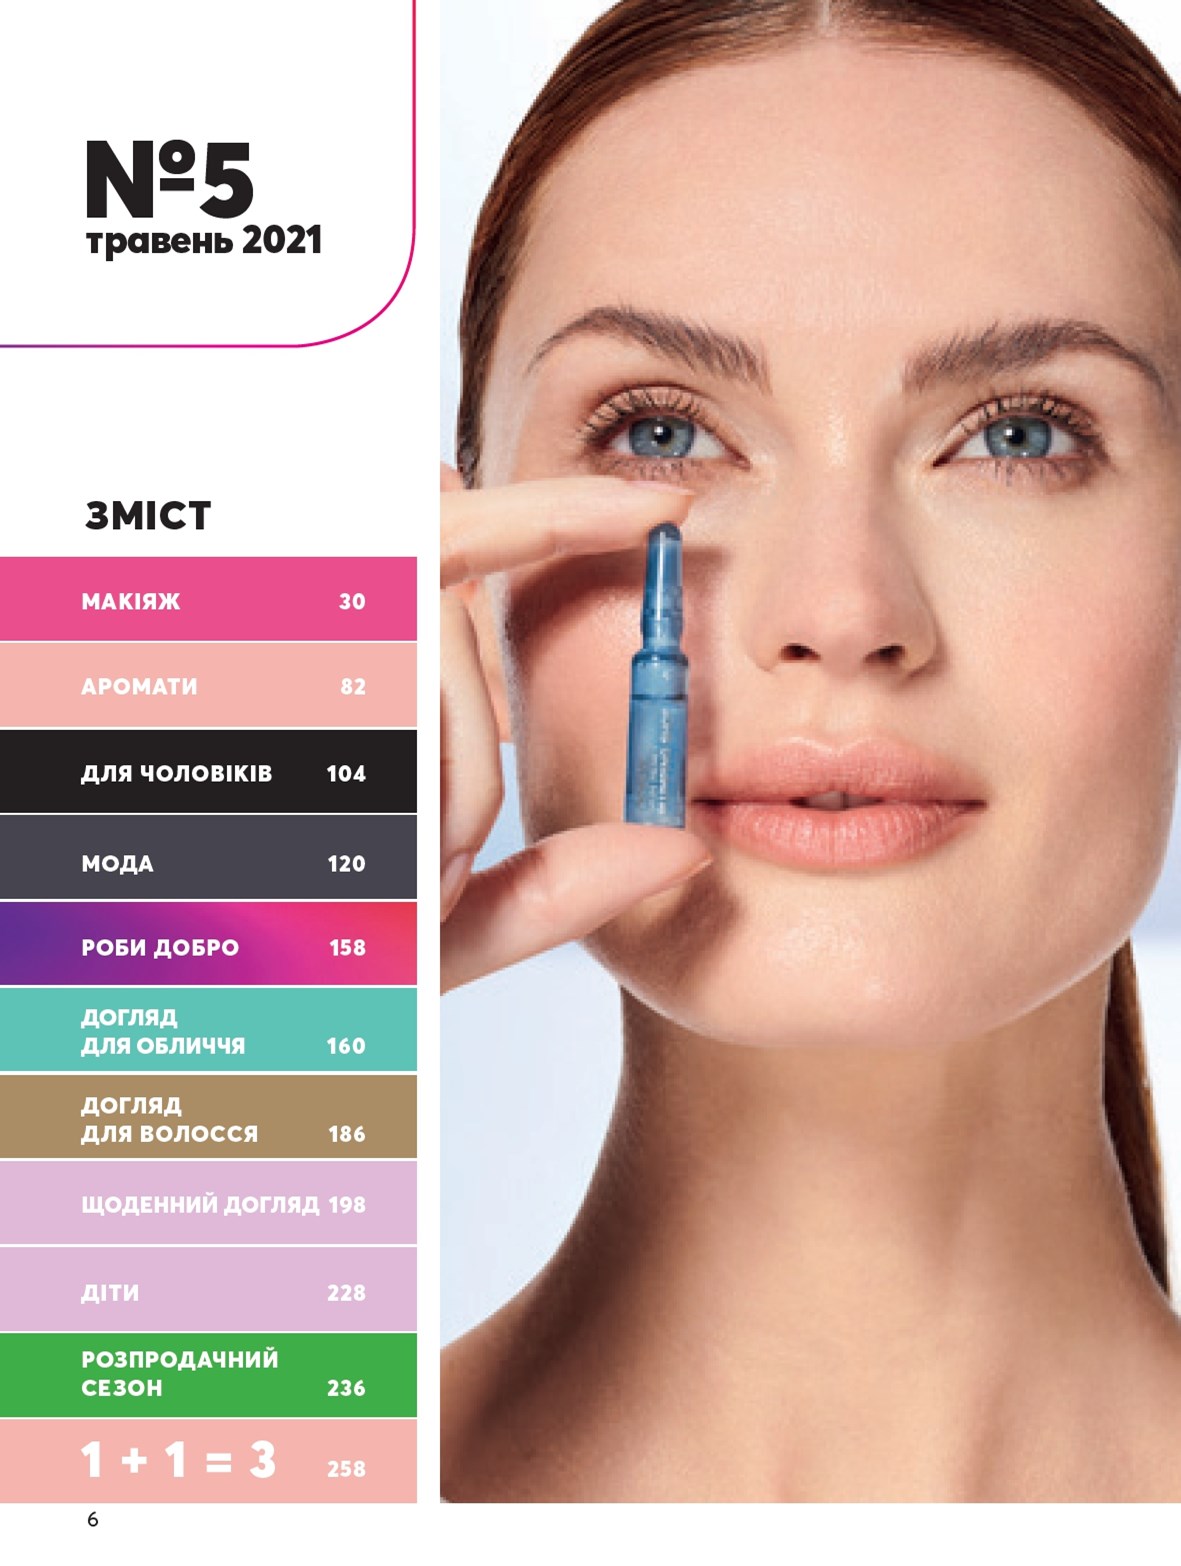 №5
травень 2021
ЗМІСТ
МАКІЯЖ 30
АРОМАТИ 82
ДЛЯ ЧОЛОВІКІВ 104
МОДА 120
РОБИ ДОБРО 158
ДОГЛЯД
ДЛЯ ОБЛИЧЧЯ 160
ДОГЛЯД
ДЛЯ ВОЛОССЯ 186
ЩОДЕННИЙ ДОГЛЯД 198
ДІТИ 228
РОЗПРОДАЧНИЙ
СЕЗОН 236
1 + 1 = 3 258
6